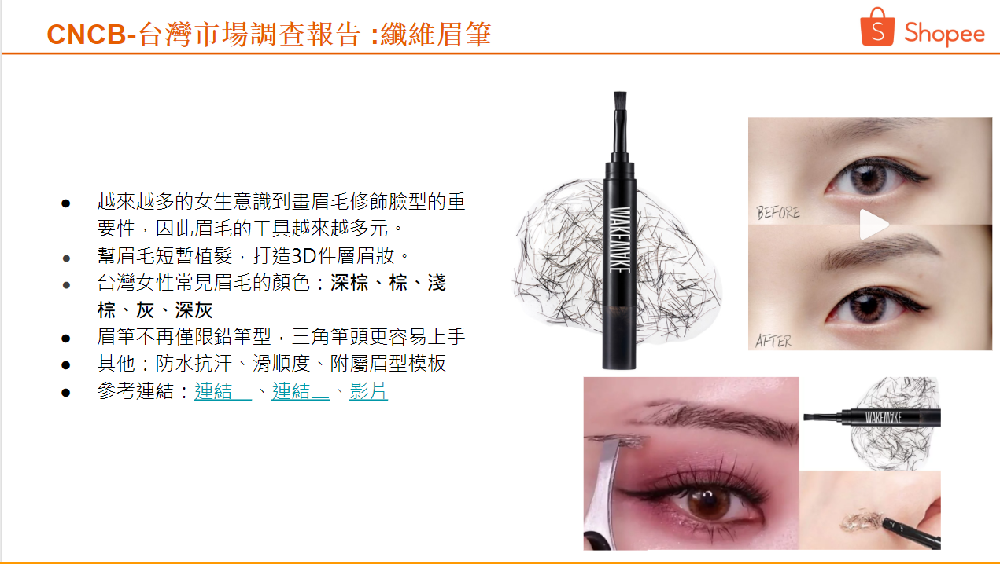 CNCB-台灣市場調查報告 :纖維眉筆
Shopee
● 越來越多的女生意識到畫眉毛修飾臉型的重
要性，因此眉毛的工具越來越多元。
● 幫眉毛短暫植髮，打造3D件層眉妝。
● 台灣女性常見眉毛的顏色：深棕、棕、淺
棕、灰、深灰
● 眉筆不再僅限鉛筆型，三角筆頭更容易上手
● 其他：防水抗汗、滑順度、附屬眉型模板
● 參考連結：連結一、連結二、影片
WAKEMAKE
BEFORE
AFTER
WAKEMAKE